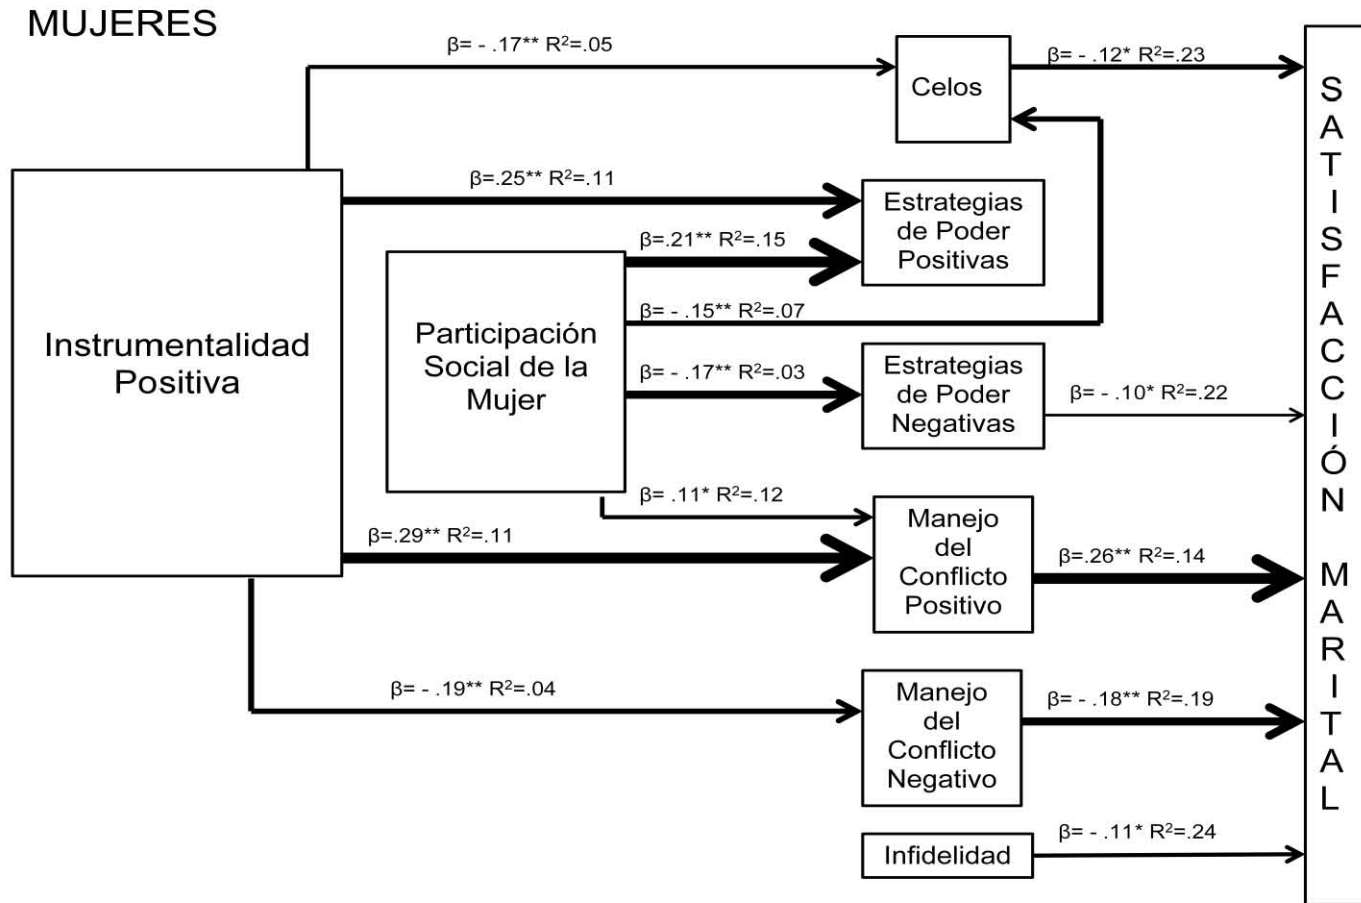 MUJERES
β= - .17** R²=.05
Celos
β= - .12* R²=.23
β=.25** R²=.11
Estrategias
de Poder
Positivas
β=.21** R²=.15
β= - .15** R²=.07
Instrumentalidad
Positiva
Participación
Social de la
Mujer
β= - .17** R²=.03
Estrategias
de Poder
Negativas
β= - .10* R²=.22
β= .11* R²=.12
β=.29** R²=.11
Manejo
del
Conflicto
Positivo
β=.26** R²=.14
β= - .19** R²=.04
Manejo
del
Conflicto
Negativo
β= - .18** R²=.19
Infidelidad
β= - .11* R²=.24
SATISFACCIÓN MARITAL